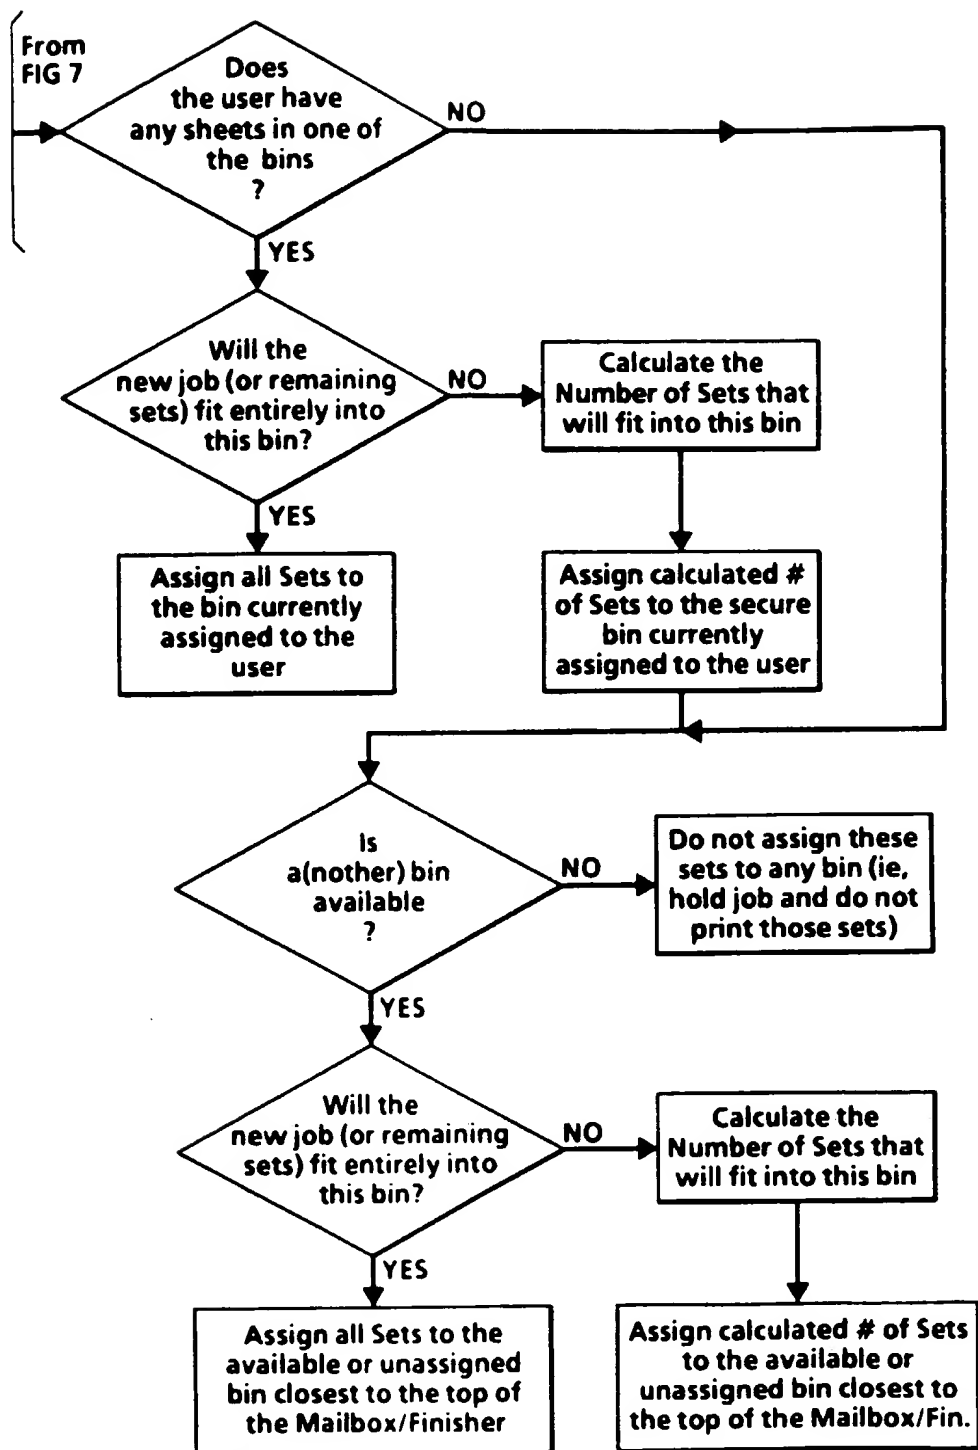 From
FIG 7
Does
the user have
any sheets in one of
the bins
?
NO
YES
Will the
new job (or remaining
sets) fit entirely into
this bin?
NO
Calculate the
Number of Sets that
will fit into this bin
YES
Assign all Sets to
the bin currently
assigned to the
user
Assign calculated #
of Sets to the secure
bin currently
assigned to the user
Is
a(nother) bin
available
?
NO
Do not assign these
sets to any bin (ie,
hold job and do not
print those sets)
YES
Will the
new job (or remaining
sets) fit entirely into
this bin?
NO
Calculate the
Number of Sets that
will fit into this bin
YES
Assign all Sets to the
available or unassigned
bin closest to the top of
the Mailbox/Finisher
Assign calculated # of Sets
to the available or
unassigned bin closest to
the top of the Mailbox/Fin.